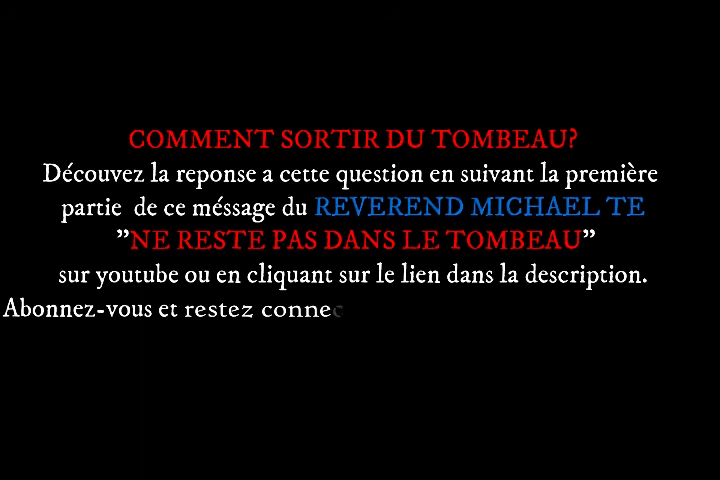 COMMENT SORTIR DU TOMBEAU?
Découvez la reponse a cette question en suivant la première
partie de ce méssage du REVEREND MICHAEL TE
"NE RESTE PAS DANS LE TOMBEAU"
sur youtube ou en cliquant sur le lien dans la description.
Abonnez-vous et restez connec